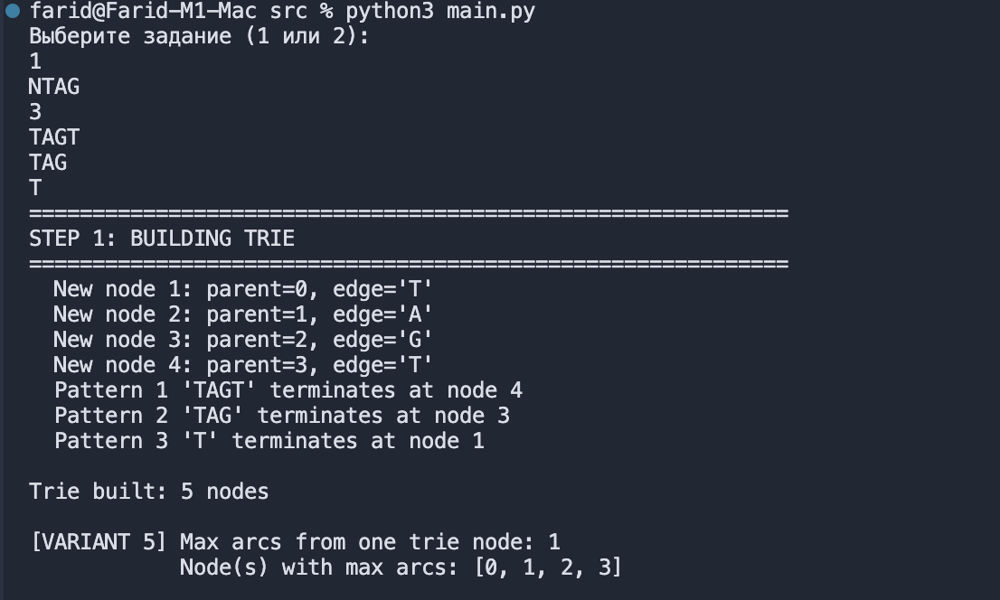 farid@Farid-M1-Mac src % python3 main.py
Выберите задание (1 или 2):
1
NTAG
3
TAGT
TAG
T
============================================================
STEP 1: BUILDING TRIE
============================================================
  New node 1: parent=0, edge='T'
  New node 2: parent=1, edge='A'
  New node 3: parent=2, edge='G'
  New node 4: parent=3, edge='T'
  Pattern 1 'TAGT' terminates at node 4
  Pattern 2 'TAG' terminates at node 3
  Pattern 3 'T' terminates at node 1
Trie built: 5 nodes
[VARIANT 5] Max arcs from one trie node: 1
            Node(s) with max arcs: [0, 1, 2, 3]